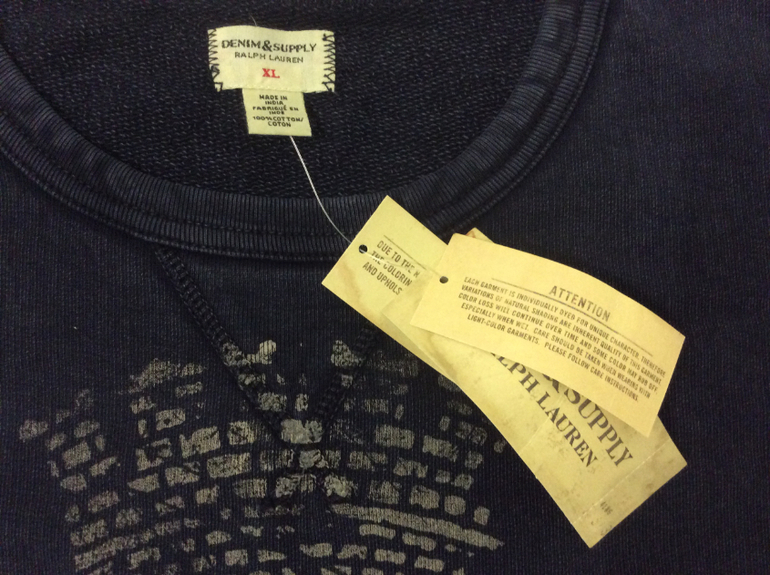 DENIM&SUPPLY
RALPH LAUREN
XL
MADE IN
INDIA
FABRIQUE EN
INDE
100% COTTON/
COTON
DUE TO THE
THE COLORIN
AND UPHOLS
ATTENTION
EACH GARMENT IS INDIVIDUALLY DYED FOR UNIQUE CHARACTER, THEREFORE
VARIATIONS OF NATURAL SHADING ARE INHERENT QUALITY OF THIS GARMENT.
COLOR LOSS WILL CONTINUE OVER TIME AND SOME COLOR MAY RUB OFF
ESPECIALLY WHEN WET. CARE SHOULD BE TAKEN WHEN WEARING WITH
LIGHT-COLOR GARMENTS. PLEASE FOLLOW CARE INSTRUCTIONS.
&SUPPLY
RALPH LAUREN